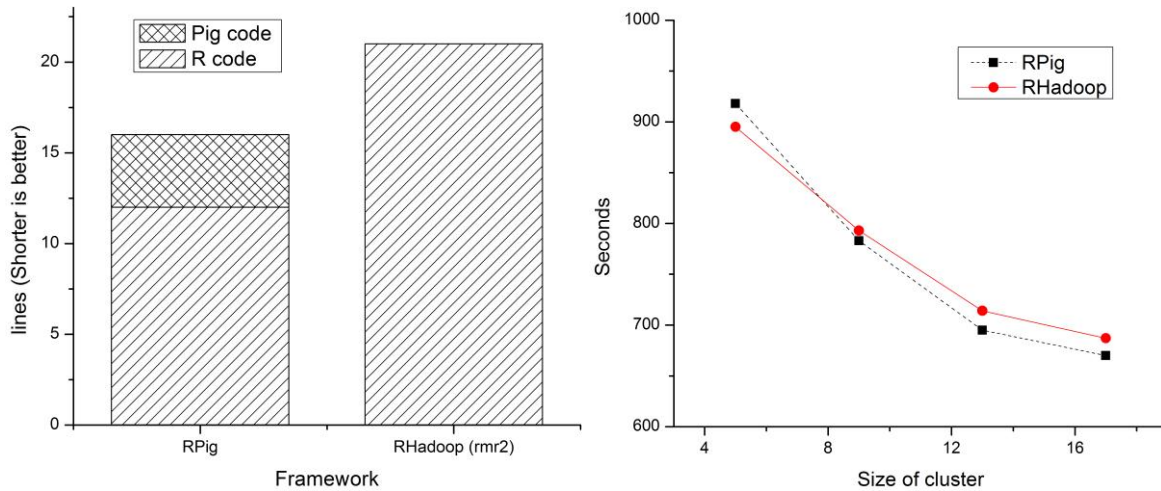 Pig code
R code
lines (Shorter is better)
20
15
10
5
0
RPig
RHadoop (rmr2)
Framework
RPig
RHadoop
Seconds
1000
900
800
700
600
4
8
12
16
Size of cluster